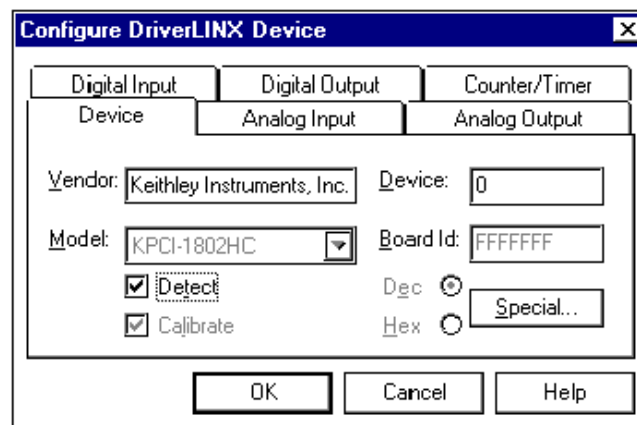 Configure DriverLINX Device
Digital Input Digital Output Counter/Timer
Device Analog Input Analog Output
Vendor: Keithley Instruments, Inc. Device: 0
Model: KPCI-1802HC Board Id: FFFFFFF
Detect Dec
Special...
Calibrate Hex
OK Cancel Help